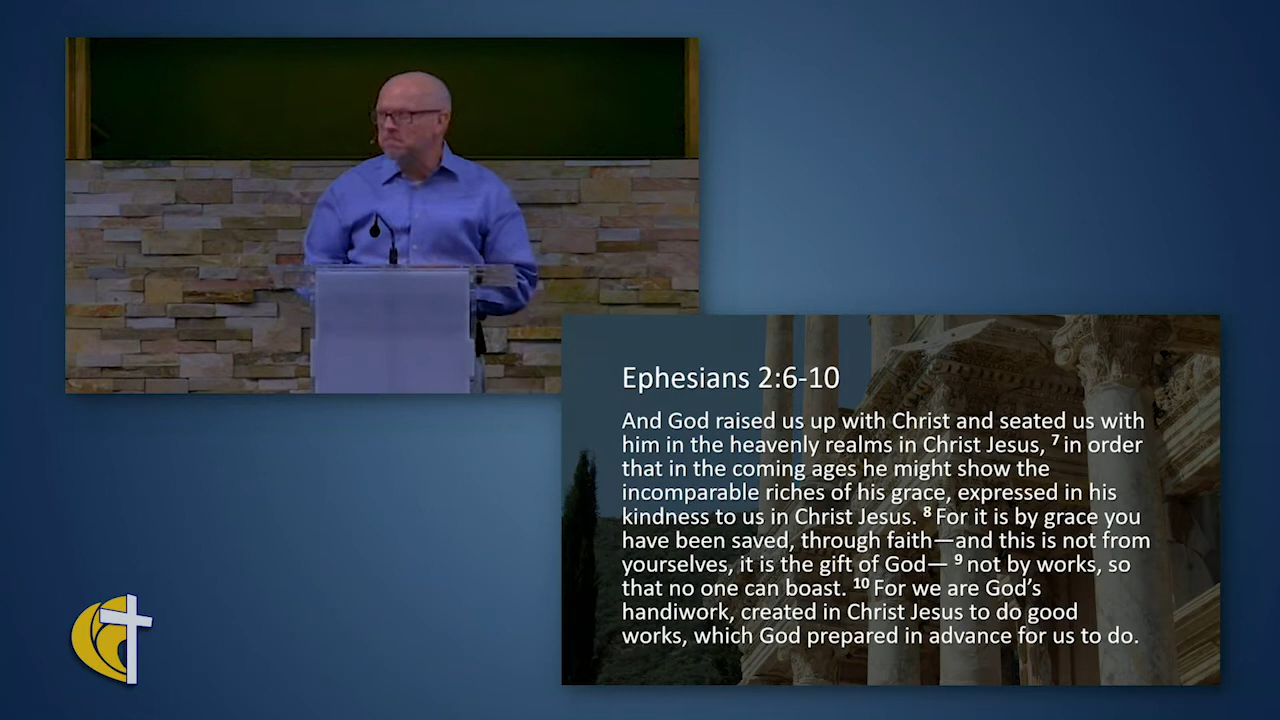 Ephesians 2:6-10
And God raised us up with Christ and seated us with
him in the heavenly realms in Christ Jesus, 7 in order
that in the coming ages he might show the
incomparable riches of his grace, expressed in his
kindness to us in Christ Jesus. 8 For it is by grace you
have been saved, through faith—and this is not from
yourselves, it is the gift of God— 9 not by works, so
that no one can boast. 10 For we are God’s
handiwork, created in Christ Jesus to do good
works, which God prepared in advance for us to do.